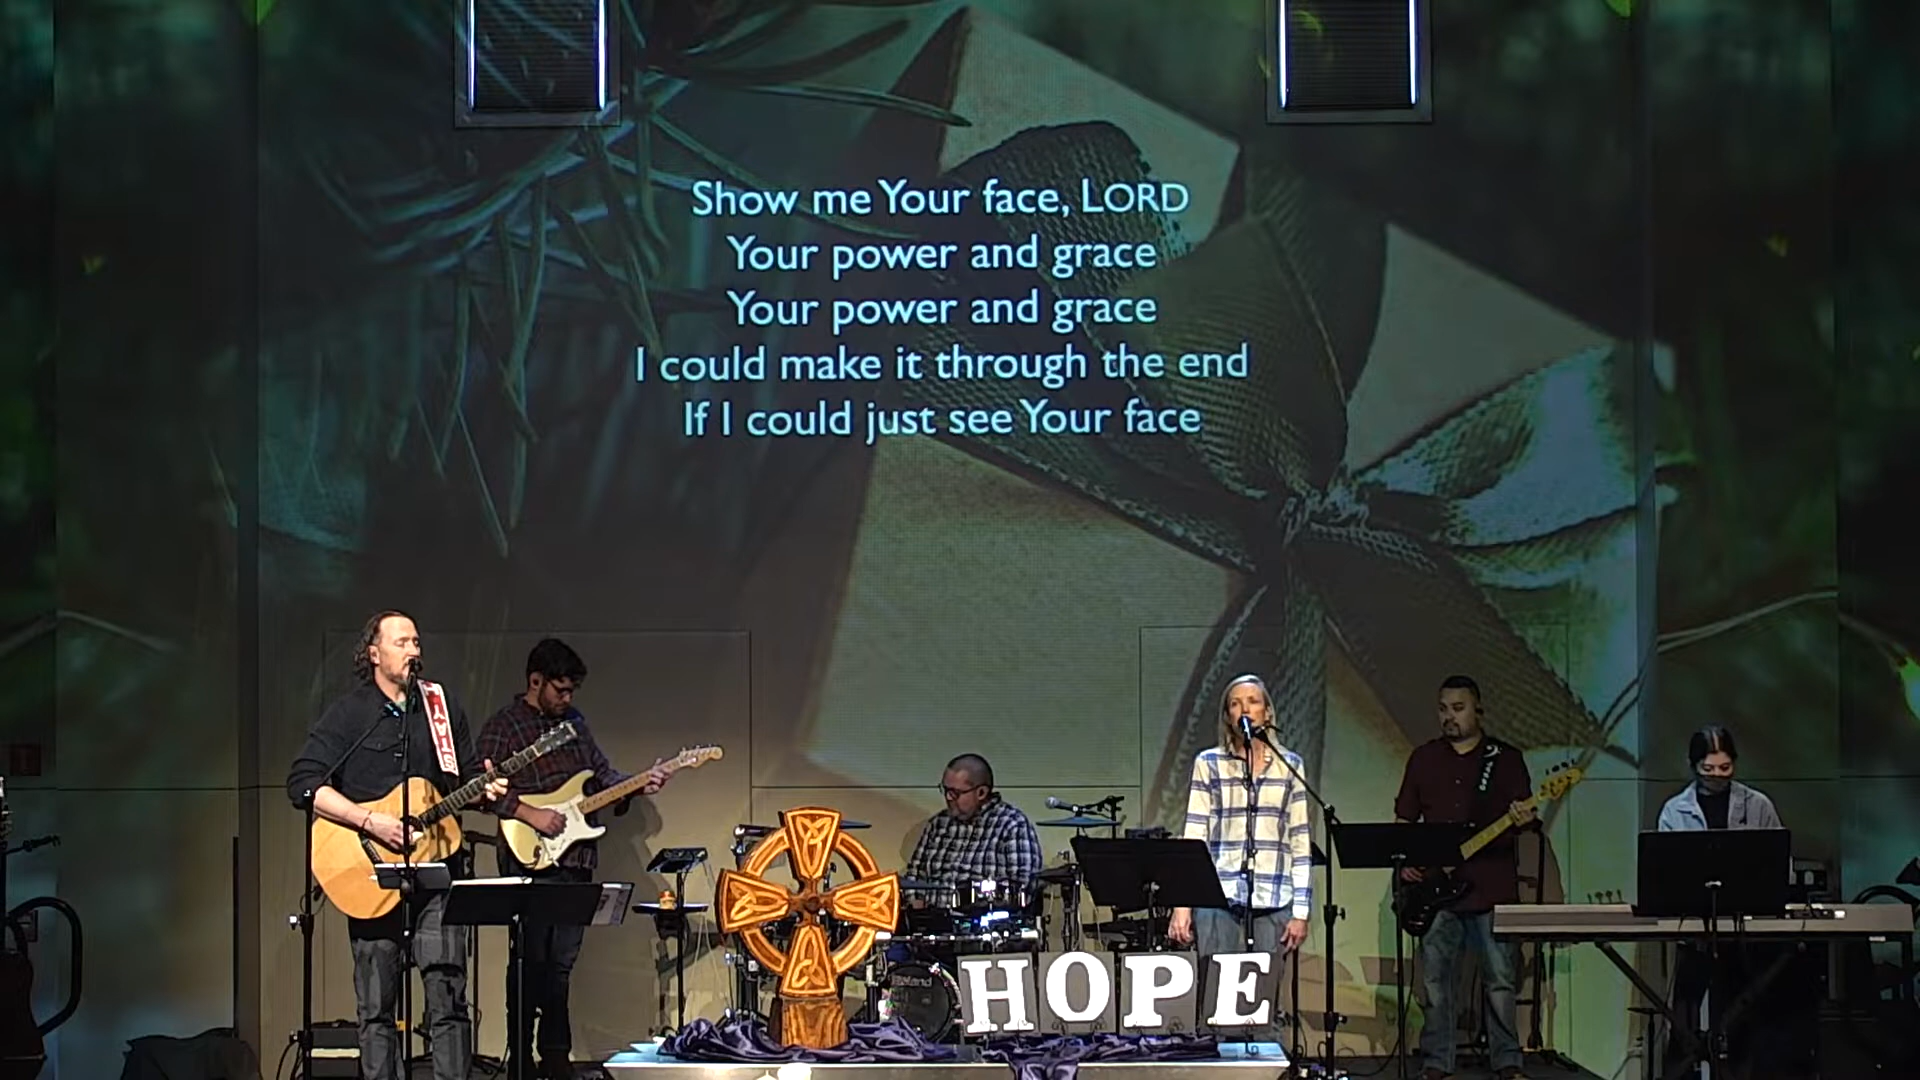 Show me Your face, LORD
Your power and grace
Your power and grace
I could make it through the end
If I could just see Your face
HOPE